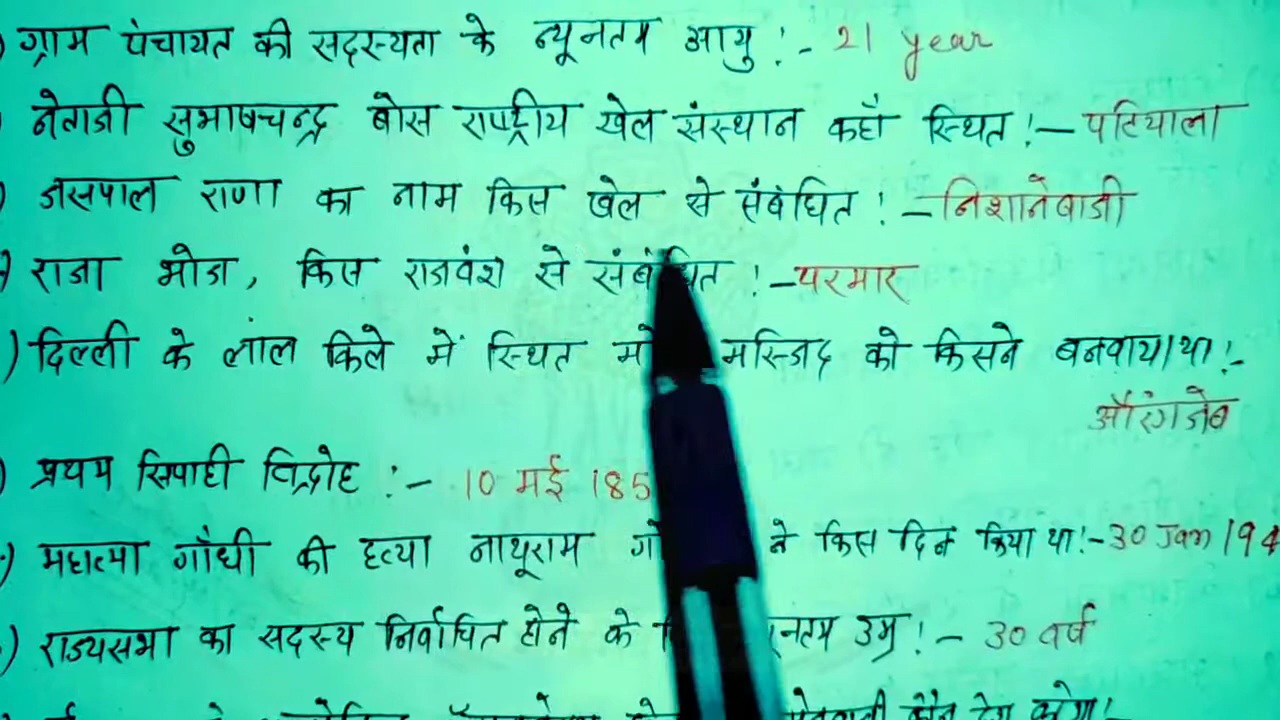 ग्राम पंचायत की सदस्यता के न्यूनतम आयु !- 21 year
नेताजी सुभाषचन्द्र बोस राष्ट्रीय खेल संस्थान कहाँ स्थित !- पटियाला
जसपाल राणा का नाम किस खेल से संबंधित ! - निशानेबाजी
राजा भोज, किस राजवंश से संबंधित ! - परमार
) दिल्ली के लाल किले में स्थित मस्जिद को किसने बनवाया था !-
औरंगजेब
) प्रथम सिपाही विद्रोह :- 10 मई 185
) महात्मा गाँधी की हत्या नाथूराम ने किस दिन किया था !- 30 Jan 194
) राज्यसभा का सदस्य निर्वाचित होने के उम्र ! - 30 वर्ष